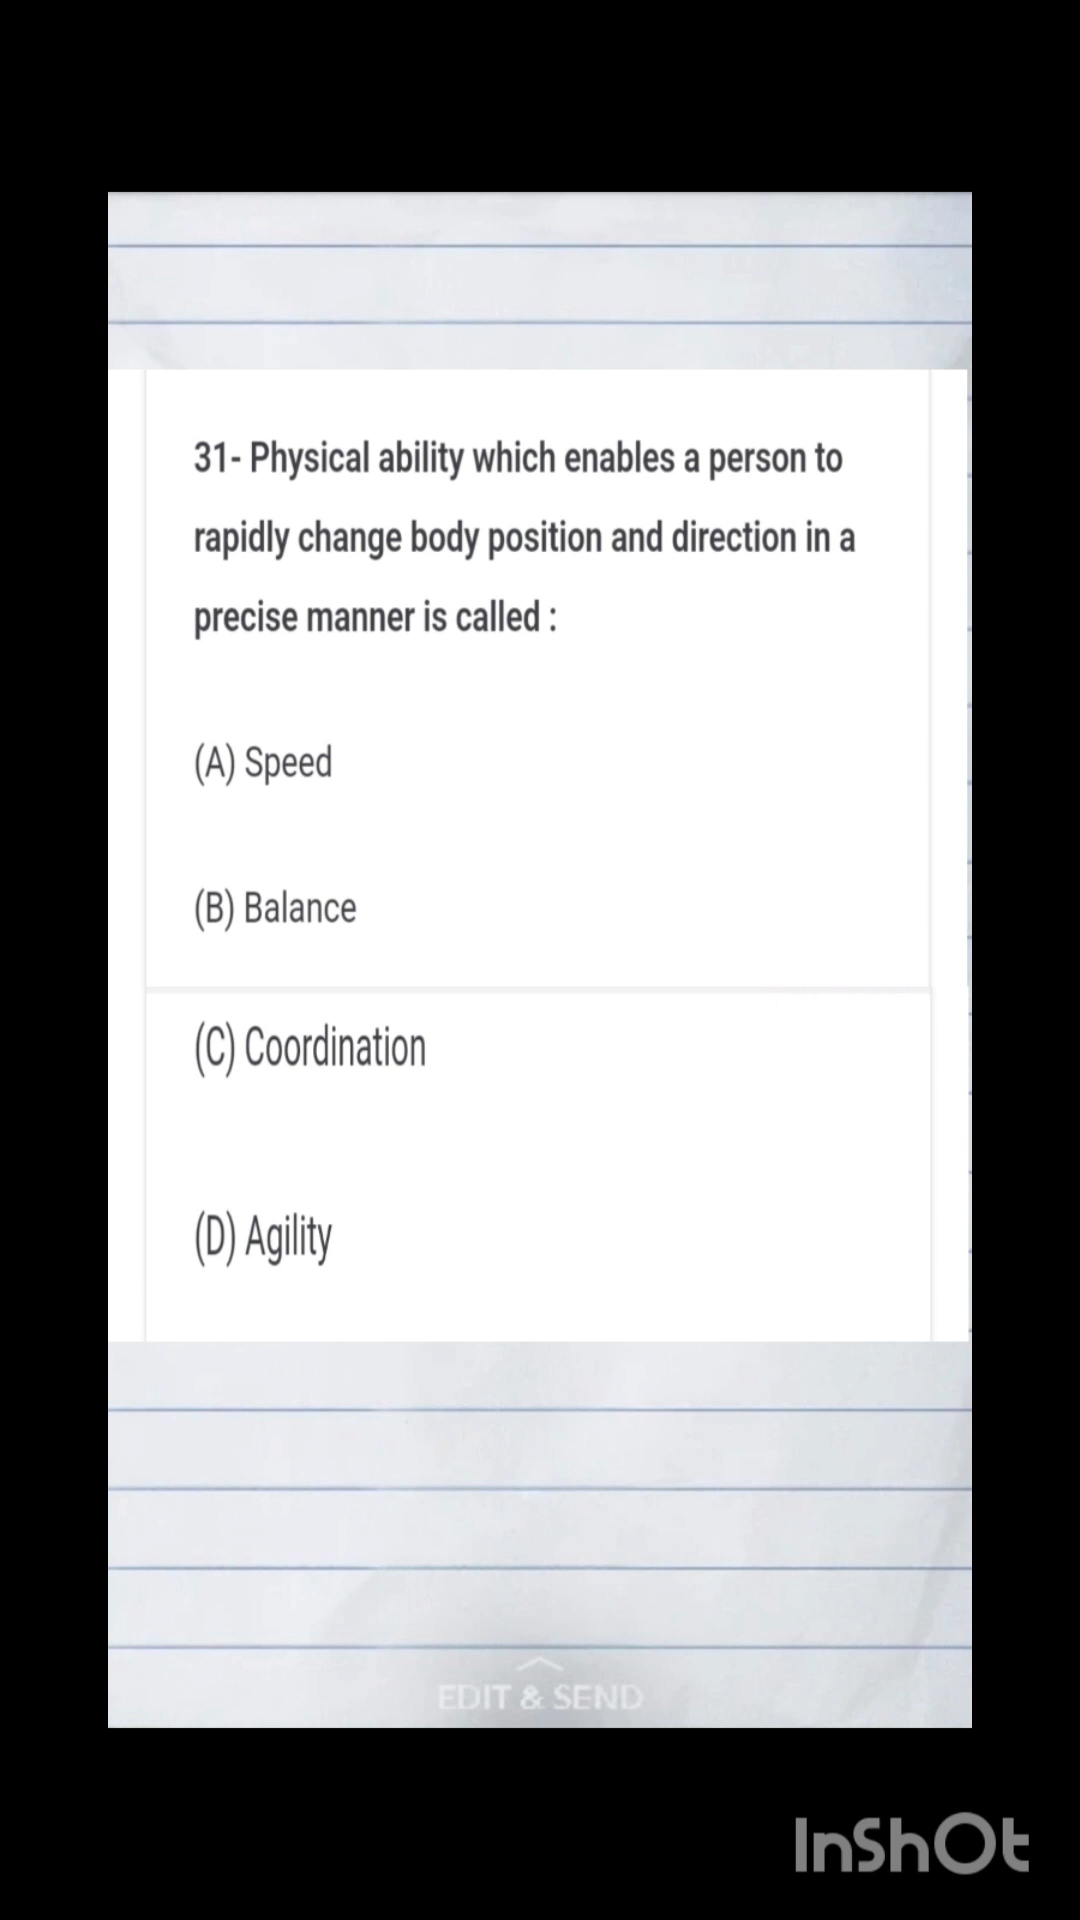 31- Physical ability which enables a person to
rapidly change body position and direction in a
precise manner is called :
(A) Speed
(B) Balance
(C) Coordination
(D) Agility
EDIT & SEND
InShOt